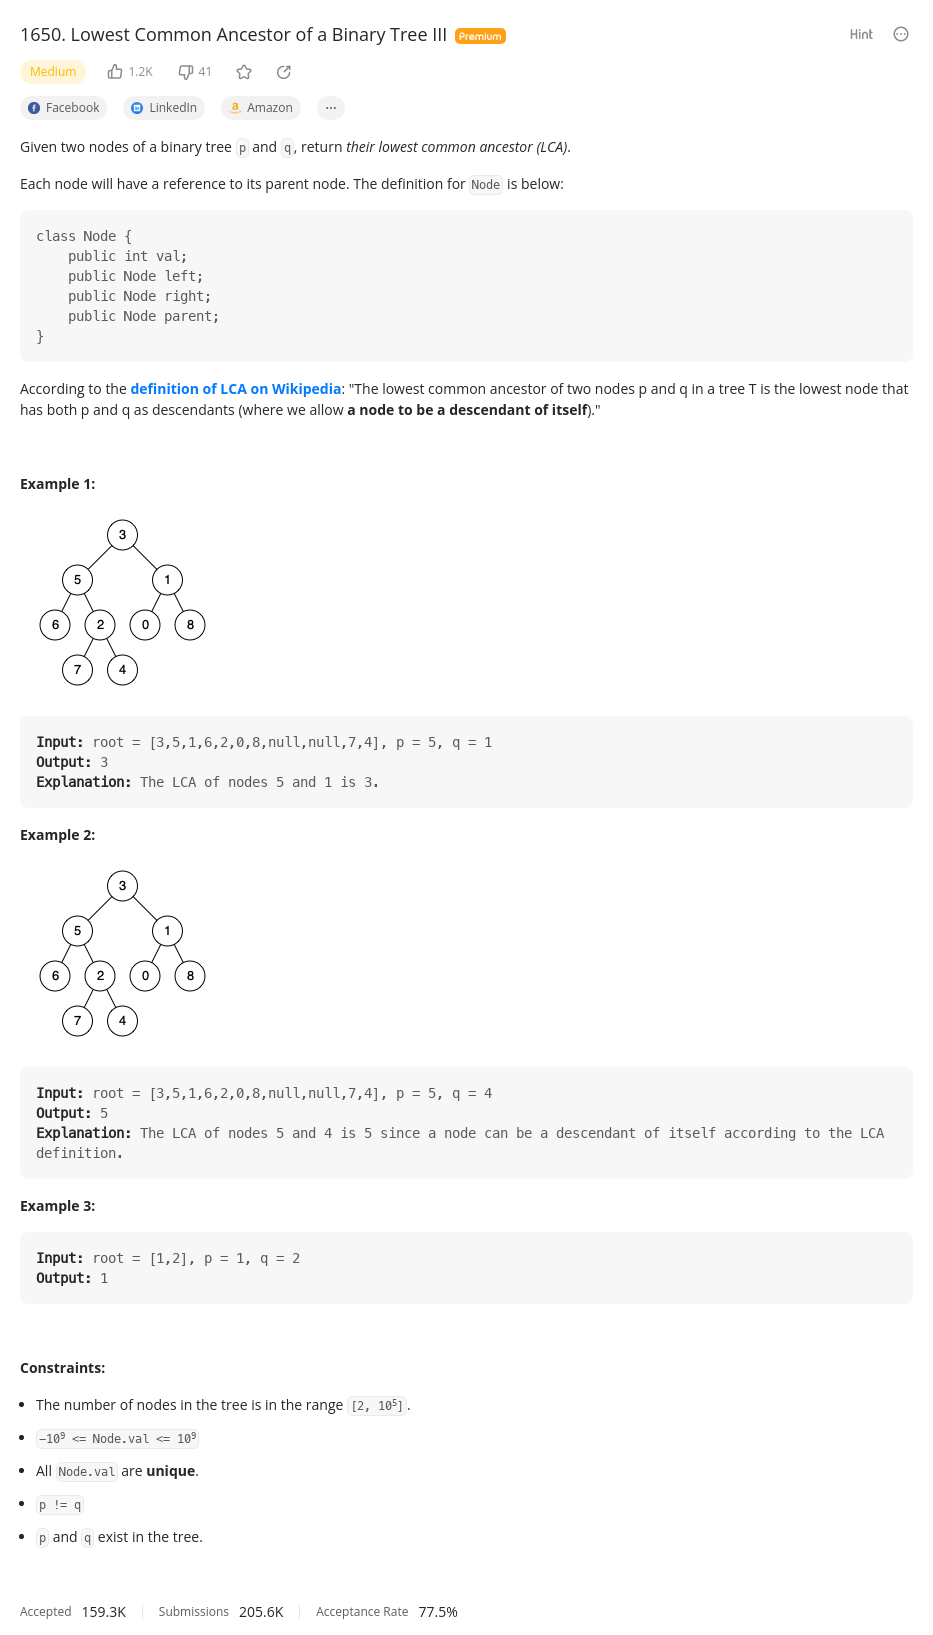 1650. Lowest Common Ancestor of a Binary Tree III Premium Hint
Medium 1.2K 41
Facebook LinkedIn Amazon ...
Given two nodes of a binary tree p and q, return their lowest common ancestor (LCA).
Each node will have a reference to its parent node. The definition for Node is below:
class Node {
    public int val;
    public Node left;
    public Node right;
    public Node parent;
}
According to the definition of LCA on Wikipedia: "The lowest common ancestor of two nodes p and q in a tree T is the lowest node that
has both p and q as descendants (where we allow a node to be a descendant of itself)."
Example 1:
3
5 1
6 2 0 8
7 4
Input: root = [3,5,1,6,2,0,8,null,null,7,4], p = 5, q = 1
Output: 3
Explanation: The LCA of nodes 5 and 1 is 3.
Example 2:
3
5 1
6 2 0 8
7 4
Input: root = [3,5,1,6,2,0,8,null,null,7,4], p = 5, q = 4
Output: 5
Explanation: The LCA of nodes 5 and 4 is 5 since a node can be a descendant of itself according to the LCA
definition.
Example 3:
Input: root = [1,2], p = 1, q = 2
Output: 1
Constraints:
• The number of nodes in the tree is in the range [2, 10⁵].
• −10⁹ <= Node.val <= 10⁹
• All Node.val are unique.
• p != q
• p and q exist in the tree.
Accepted 159.3K Submissions 205.6K Acceptance Rate 77.5%